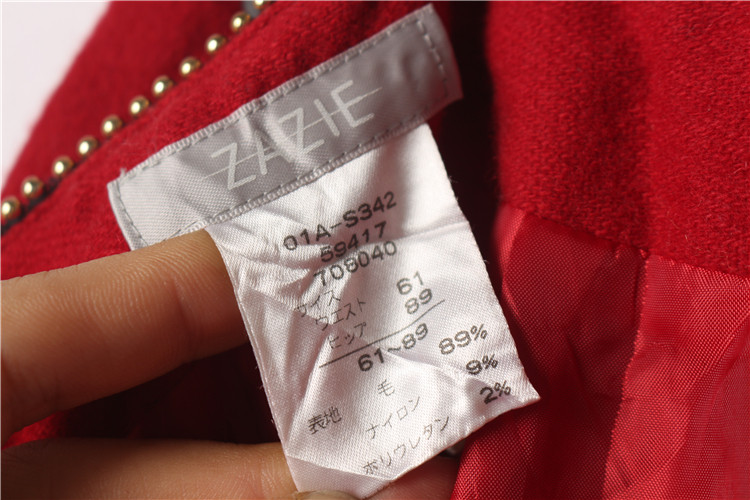 ZAZIE
01A-S342
59417
708040
サイズ
ウエスト 61
ヒップ 89
61~89
表地 毛 89%
ナイロン 9%
ポリウレタン 2%